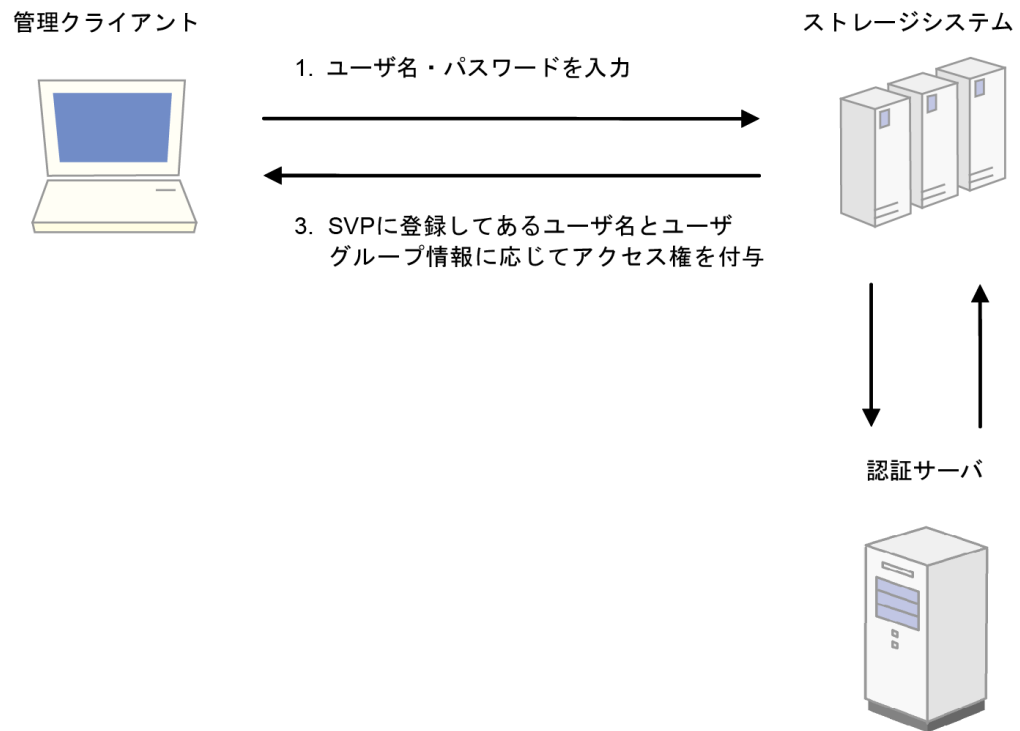 管理クライアント
ストレージシステム
1. ユーザ名・パスワードを入力
3. SVPに登録してあるユーザ名とユーザ
グループ情報に応じてアクセス権を付与
認証サーバ